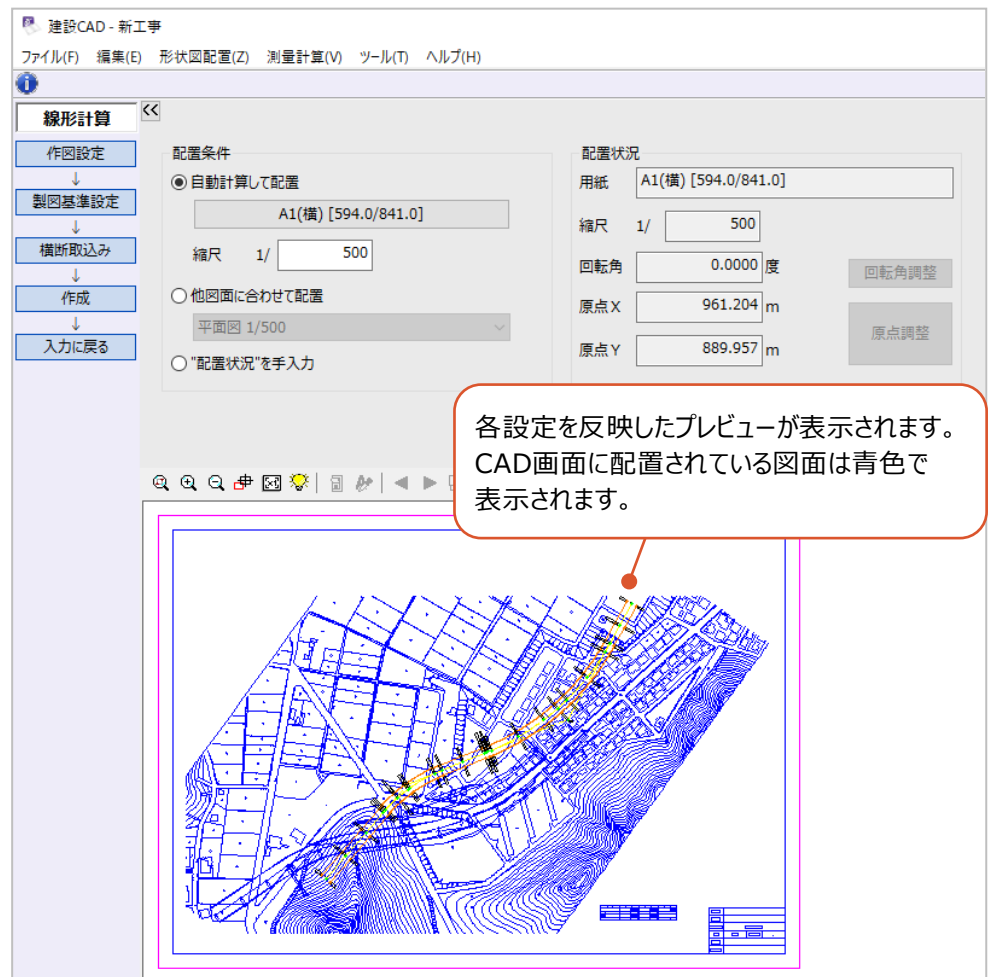 建設CAD - 新工事
ファイル(F) 編集(E) 形状図配置(Z) 測量計算(V) ツール(T) ヘルプ(H)
線形計算
<<
作図設定
↓
製図基準設定
↓
横断取込み
↓
作成
↓
入力に戻る
配置条件
自動計算して配置
A1(横) [594.0/841.0]
縮尺 1/ 500
他図面に合わせて配置
平面図 1/500
"配置状況"を手入力
配置状況
用紙 A1(横) [594.0/841.0]
縮尺 1/ 500
回転角 0.0000 度 回転角調整
原点X 961.204 m
原点調整
原点Y 889.957 m
各設定を反映したプレビューが表示されます。
CAD画面に配置されている図面は青色で
表示されます。